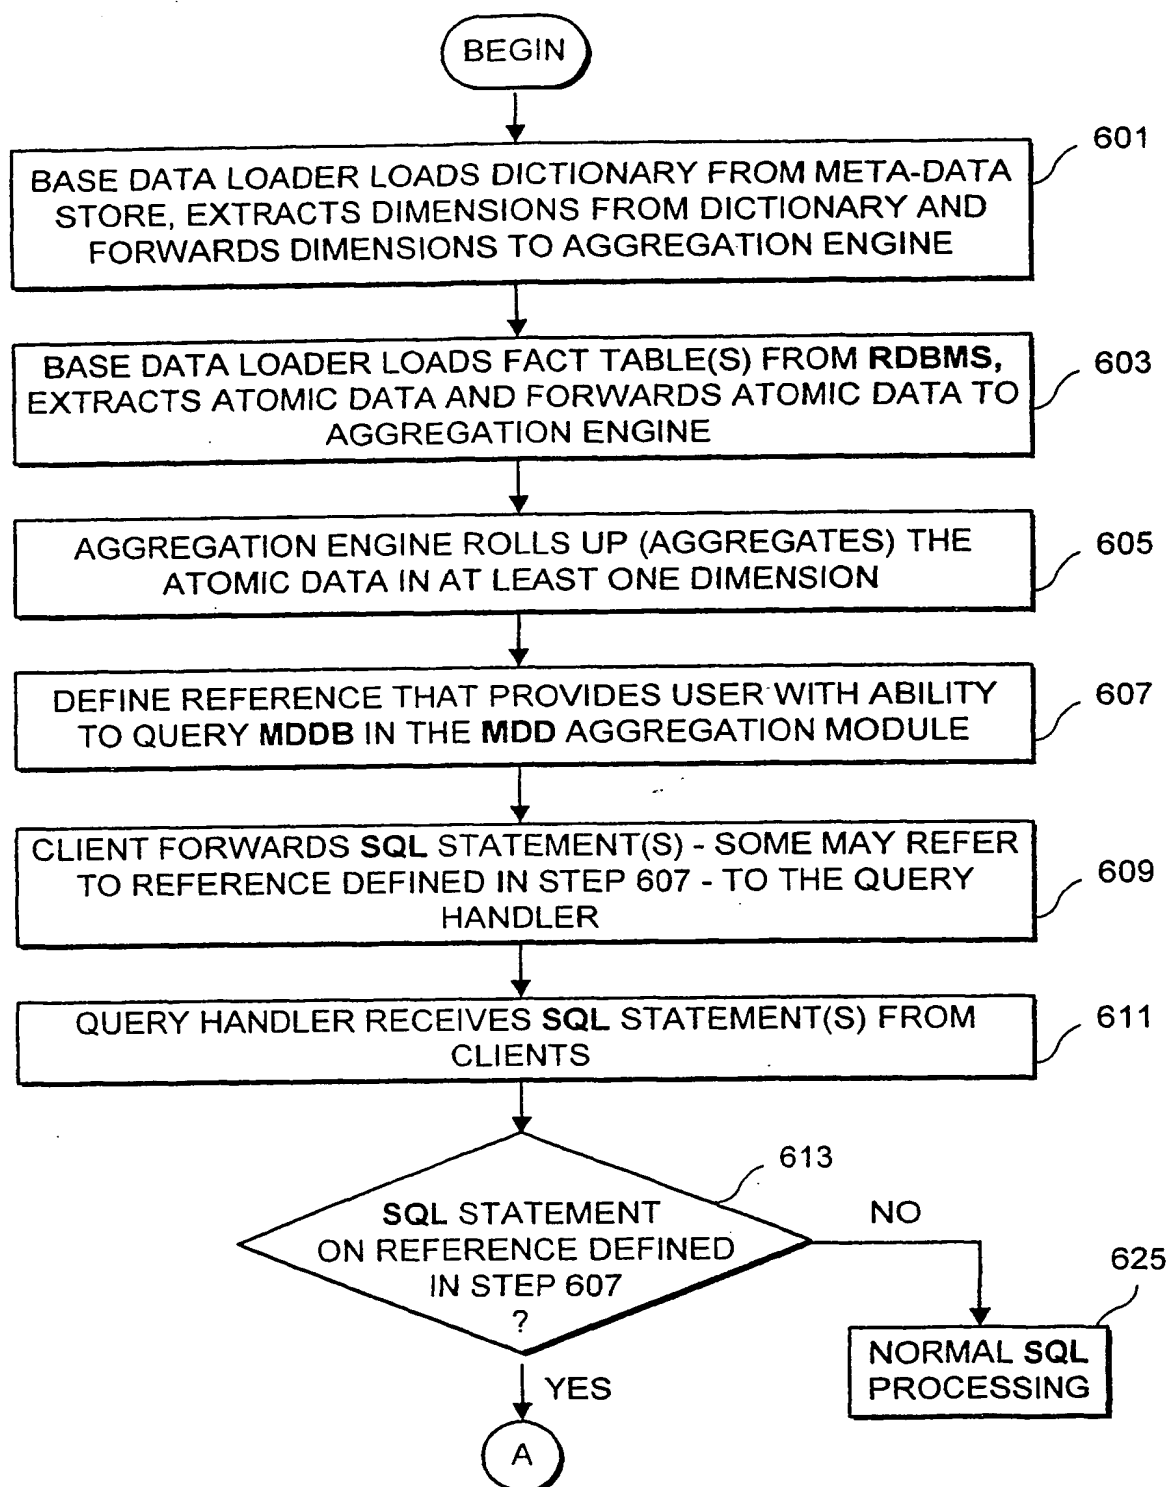 BEGIN
601
BASE DATA LOADER LOADS DICTIONARY FROM META-DATA
STORE, EXTRACTS DIMENSIONS FROM DICTIONARY AND
FORWARDS DIMENSIONS TO AGGREGATION ENGINE
603
BASE DATA LOADER LOADS FACT TABLE(S) FROM RDBMS,
EXTRACTS ATOMIC DATA AND FORWARDS ATOMIC DATA TO
AGGREGATION ENGINE
605
AGGREGATION ENGINE ROLLS UP (AGGREGATES) THE
ATOMIC DATA IN AT LEAST ONE DIMENSION
607
DEFINE REFERENCE THAT PROVIDES USER WITH ABILITY
TO QUERY MDDB IN THE MDD AGGREGATION MODULE
609
CLIENT FORWARDS SQL STATEMENT(S) - SOME MAY REFER
TO REFERENCE DEFINED IN STEP 607 - TO THE QUERY
HANDLER
611
QUERY HANDLER RECEIVES SQL STATEMENT(S) FROM
CLIENTS
613
SQL STATEMENT
ON REFERENCE DEFINED
IN STEP 607
?
NO
625
NORMAL SQL
PROCESSING
YES
A